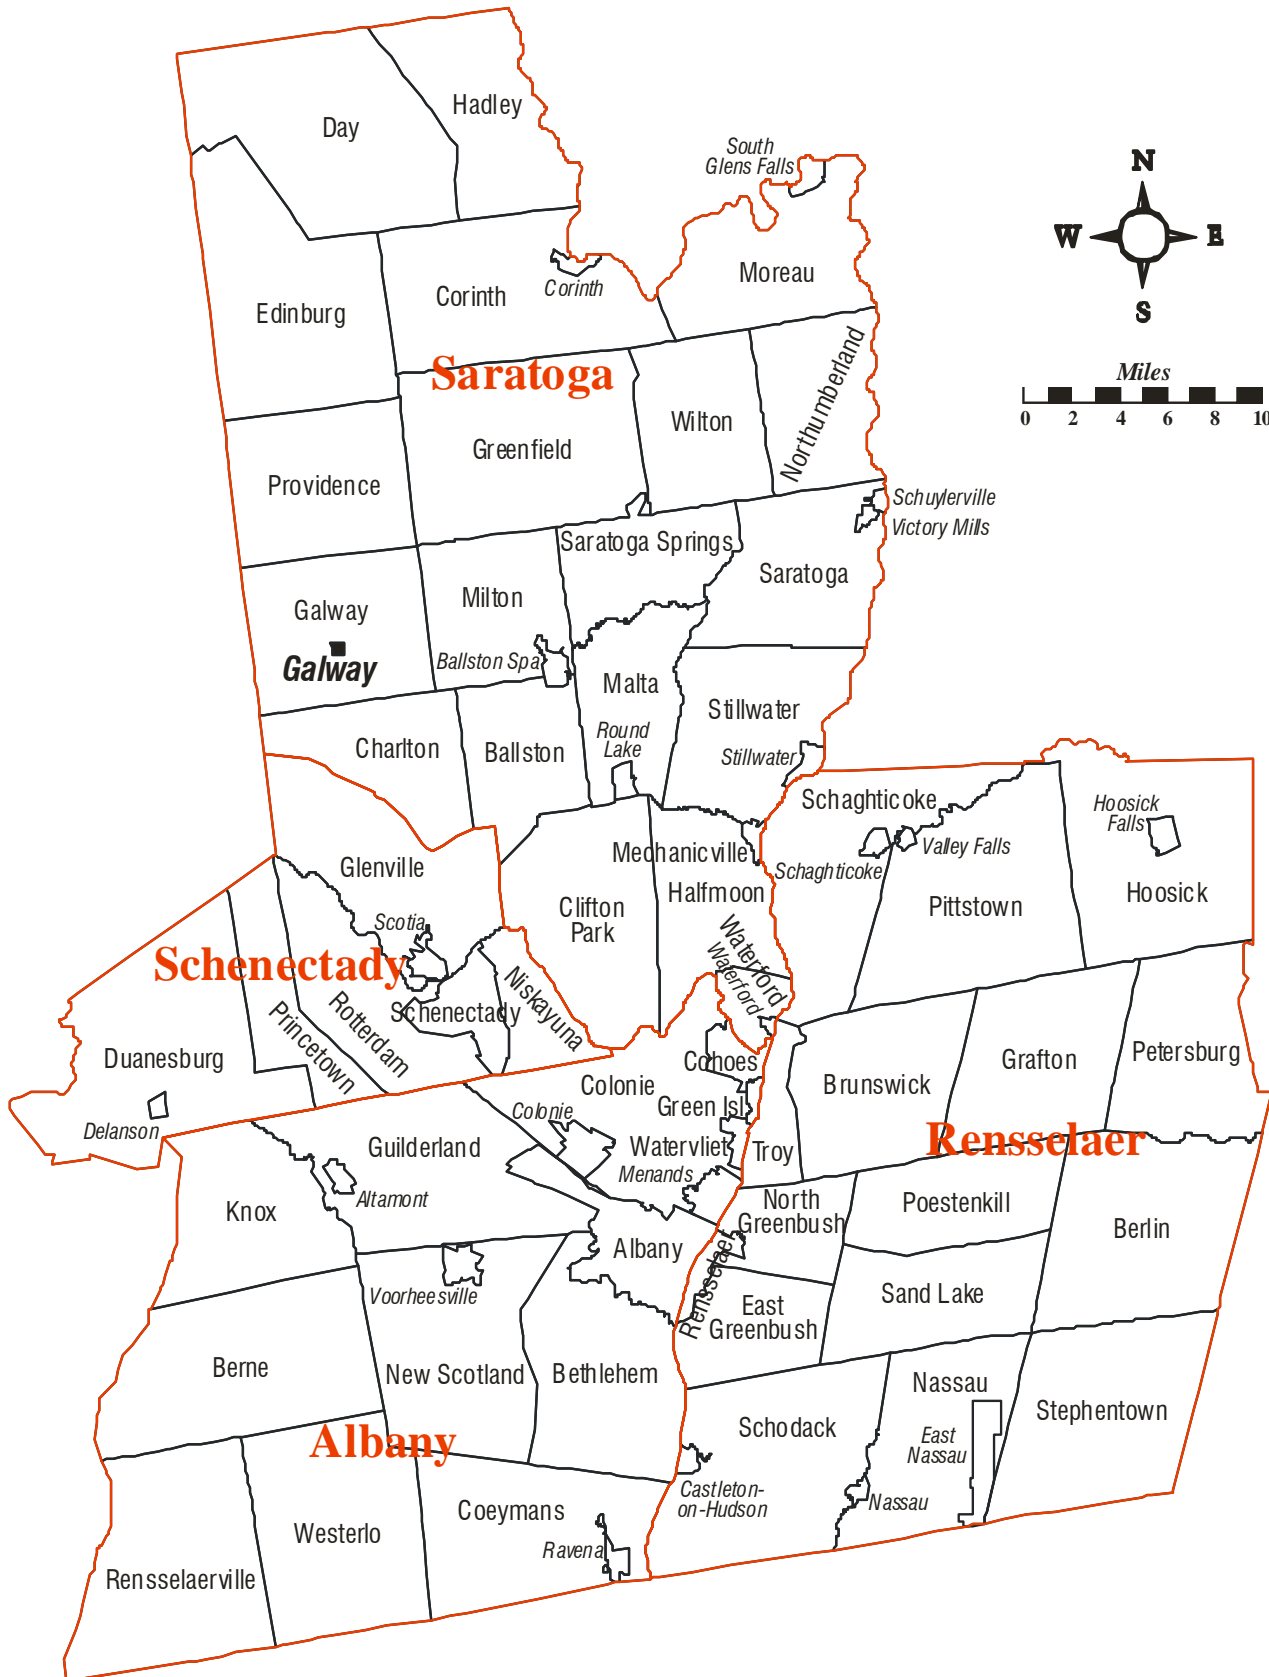 Hadley
Day
South
Glens Falls
N
W
E
S
Moreau
Corinth
Corinth
Edinburg
Miles
0 2 4 6 8 10
Saratoga
Northumberland
Wilton
Greenfield
Providence
Schuylerville
Victory Mills
Saratoga Springs
Saratoga
Milton
Galway
Galway
Ballston Spa
Malta
Stillwater
Round
Lake
Charlton
Ballston
Stillwater
Schaghticoke
Hoosick
Falls
Mechanicville
Valley Falls
Schaghticoke
Glenville
Halfmoon
Hoosick
Clifton
Park
Pittstown
Scotia
Waterford
Waterford
Schenectady
Niskayuna
Schenectady
Rotterdam
Princetown
Duanesburg
Cohoes
Grafton
Petersburg
Colonie
Brunswick
Green Isl
Colonie
Delanson
Rensselaer
Guilderland
Watervliet
Troy
Menands
Altamont
North
Greenbush
Poestenkill
Knox
Berlin
Albany
Rensselaer
Voorheesville
Sand Lake
East
Greenbush
Berne
New Scotland
Bethlehem
Nassau
Stephentown
Albany
Schodack
East
Nassau
Castleton-
on-Hudson
Nassau
Coeymans
Westerlo
Ravena
Rensselaerville